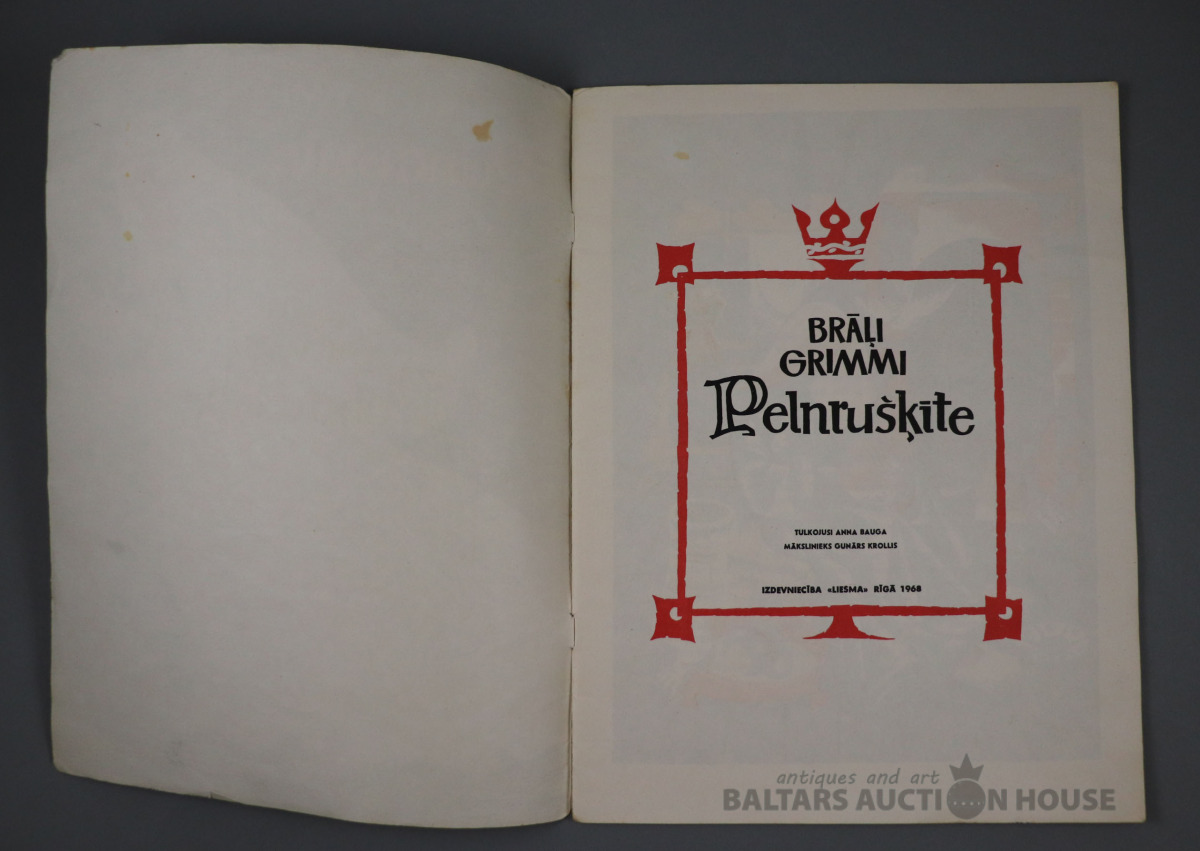 BRĀĻI
GRIMMI
Pelnrušķīte
TULKOJUSI ANNA BAUGA
MĀKSLINIEKS GUNĀRS KROLLIS
IZDEVNIECĪBA «LIESMA» RĪGĀ 1968
antiques and art
BALTARS AUCTION HOUSE